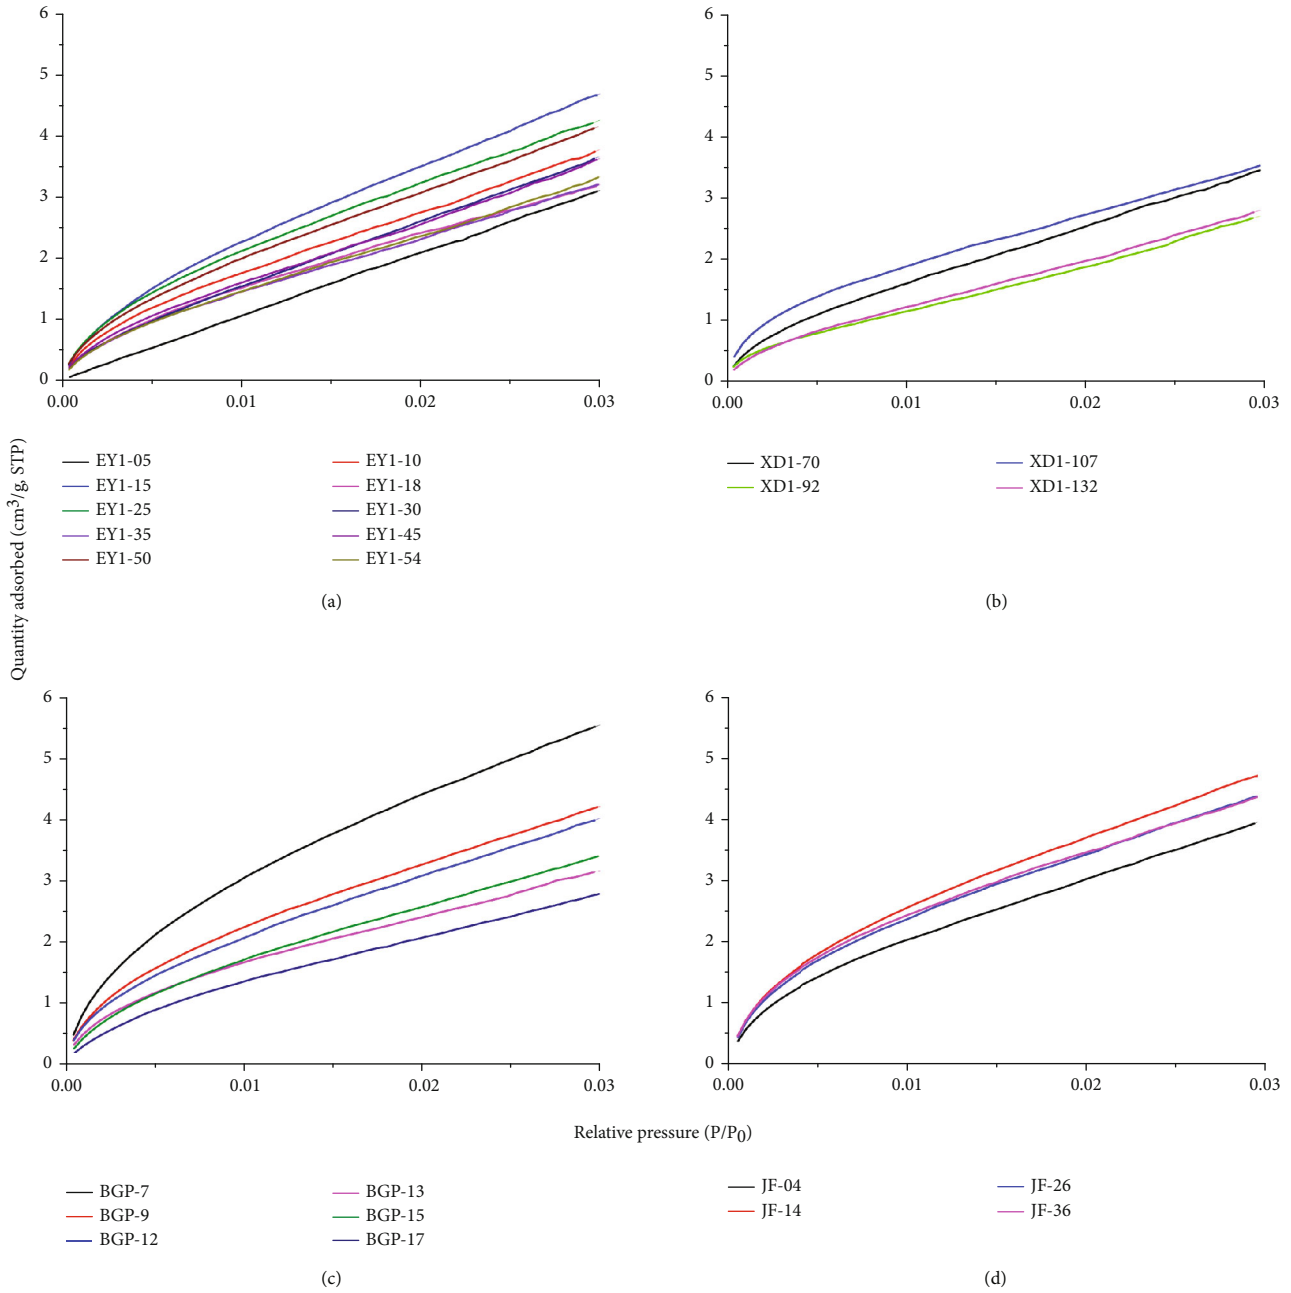 Quantity adsorbed (cm3/g, STP)
6
5
4
3
2
1
0
0.00 0.01 0.02 0.03
EY1-05 EY1-10
EY1-15 EY1-18
EY1-25 EY1-30
EY1-35 EY1-45
EY1-50 EY1-54
(a)
6
5
4
3
2
1
0
0.00 0.01 0.02 0.03
XD1-70 XD1-107
XD1-92 XD1-132
(b)
6
5
4
3
2
1
0
0.00 0.01 0.02 0.03
6
5
4
3
2
1
0
0.00 0.01 0.02 0.03
Relative pressure (P/P0)
BGP-7 BGP-13
BGP-9 BGP-15
BGP-12 BGP-17
(c)
JF-04 JF-26
JF-14 JF-36
(d)